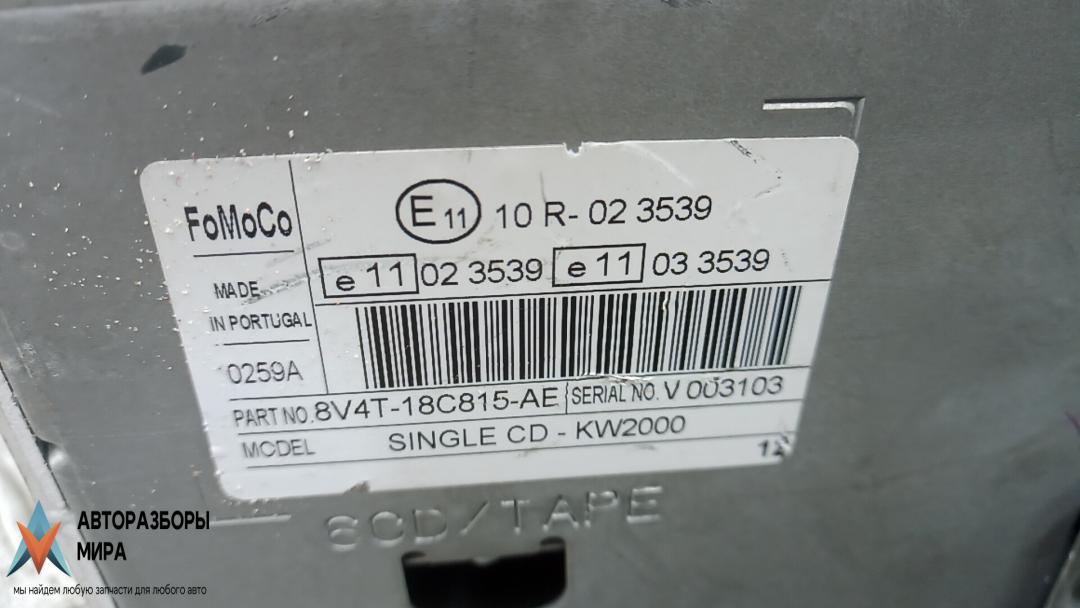 FoMoCo
E 11 10 R- 02 3539
e 11 02 3539 e 11 03 3539
MADE
IN PORTUGAL
0259A
PART NO. 8V4T-18C815-AE SERIAL NO. V 003103
MODEL SINGLE CD - KW2000
12
6CD/TAPE
АВТОРАЗБОРЫ
МИРА
мы найдем любую запчасти для любого авто